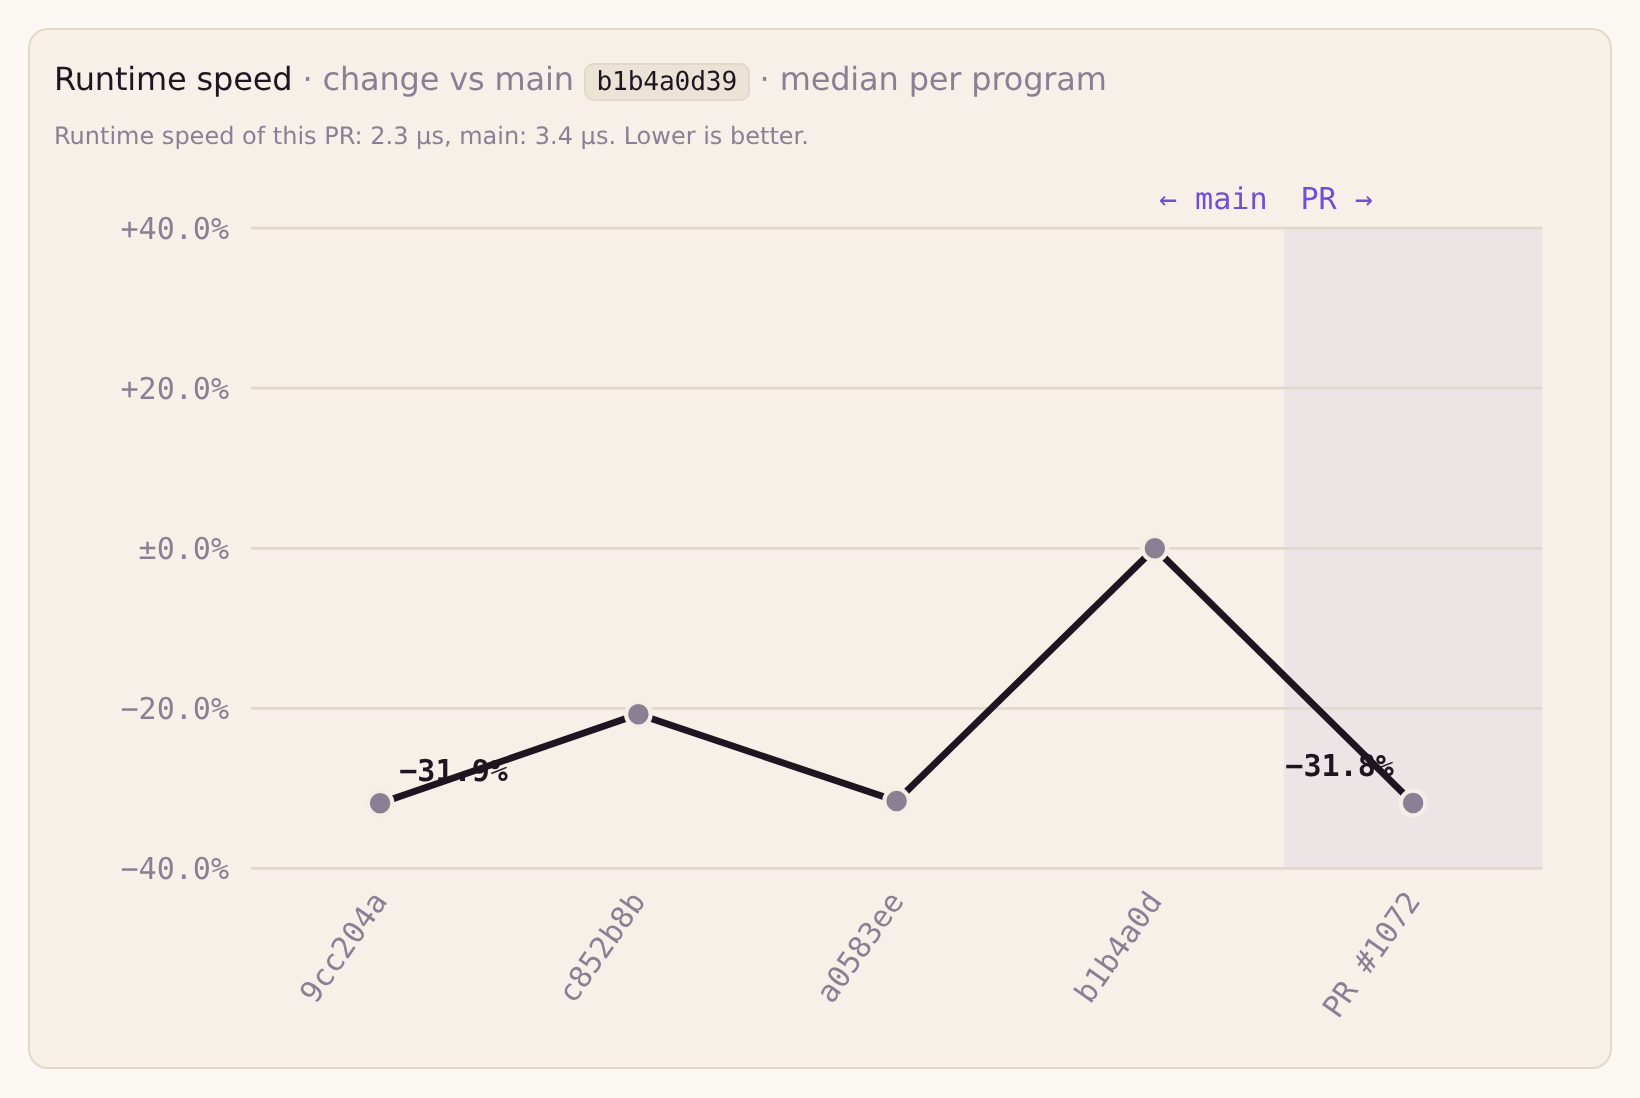 Runtime speed · change vs main b1b4a0d39 · median per program
Runtime speed of this PR: 2.3 µs, main: 3.4 µs. Lower is better.
← main PR →
+40.0%
+20.0%
±0.0%
−20.0%
−40.0%
−31.9%
−31.8%
9cc204a
c852b8b
a0583ee
b1b4a0d
PR #1072